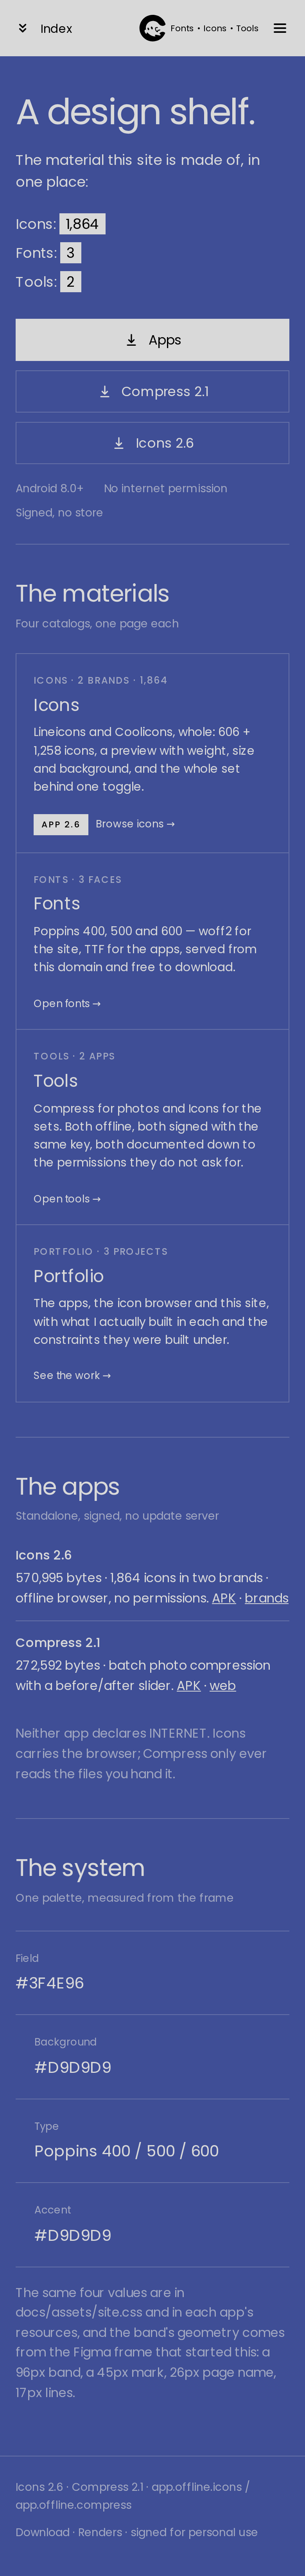 Index
Fonts • Icons • Tools
A design shelf.
The material this site is made of, in
one place:
Icons: 1,864
Fonts: 3
Tools: 2
Apps
Compress 2.1
Icons 2.6
Android 8.0+ No internet permission
Signed, no store
The materials
Four catalogs, one page each
ICONS · 2 BRANDS · 1,864
Icons
Lineicons and Coolicons, whole: 606 +
1,258 icons, a preview with weight, size
and background, and the whole set
behind one toggle.
APP 2.6 Browse icons →
FONTS · 3 FACES
Fonts
Poppins 400, 500 and 600 — woff2 for
the site, TTF for the apps, served from
this domain and free to download.
Open fonts →
TOOLS · 2 APPS
Tools
Compress for photos and Icons for the
sets. Both offline, both signed with the
same key, both documented down to
the permissions they do not ask for.
Open tools →
PORTFOLIO · 3 PROJECTS
Portfolio
The apps, the icon browser and this site,
with what I actually built in each and the
constraints they were built under.
See the work →
The apps
Standalone, signed, no update server
Icons 2.6
570,995 bytes · 1,864 icons in two brands ·
offline browser, no permissions. APK · brands
Compress 2.1
272,592 bytes · batch photo compression
with a before/after slider. APK · web
Neither app declares INTERNET. Icons
carries the browser; Compress only ever
reads the files you hand it.
The system
One palette, measured from the frame
Field
#3F4E96
Background
#D9D9D9
Type
Poppins 400 / 500 / 600
Accent
#D9D9D9
The same four values are in
docs/assets/site.css and in each app's
resources, and the band's geometry comes
from the Figma frame that started this: a
96px band, a 45px mark, 26px page name,
17px lines.
Icons 2.6 · Compress 2.1 · app.offline.icons /
app.offline.compress
Download · Renders · signed for personal use